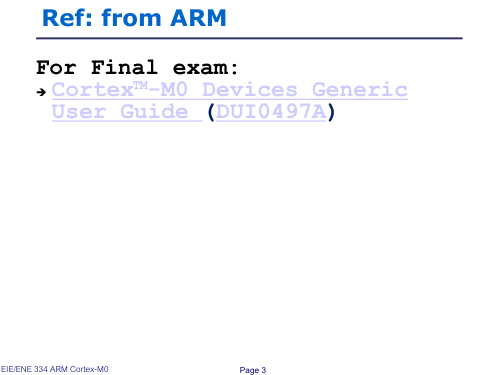 Ref: from ARM
For Final exam:
➔ Cortex™-M0 Devices Generic
User Guide (DUI0497A)
EIE/ENE 334 ARM Cortex-M0
Page 3